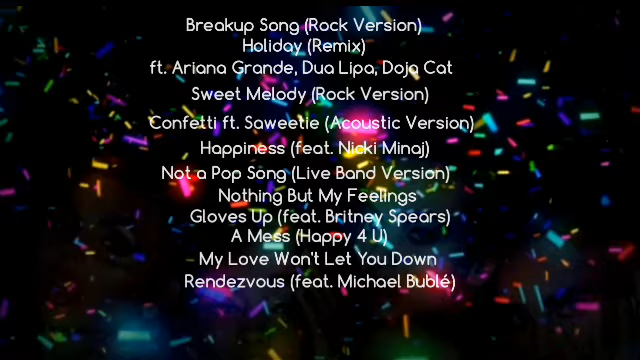 Breakup Song (Rock Version)
Holiday (Remix)
ft. Ariana Grande, Dua Lipa, Doja Cat
Sweet Melody (Rock Version)
Confetti ft. Saweetie (Acoustic Version)
Happiness (feat. Nicki Minaj)
Not a Pop Song (Live Band Version)
Nothing But My Feelings
Gloves Up (feat. Britney Spears)
A Mess (Happy 4 U)
My Love Won't Let You Down
Rendezvous (feat. Michael Bublé)